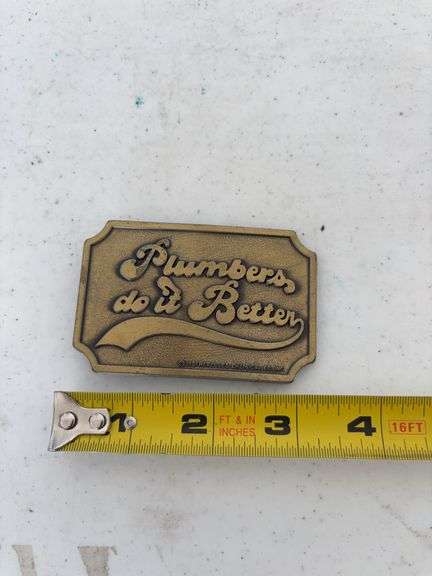 Plumbers
do it Better
1 2 FT & IN 3 4 16FT
INCHES